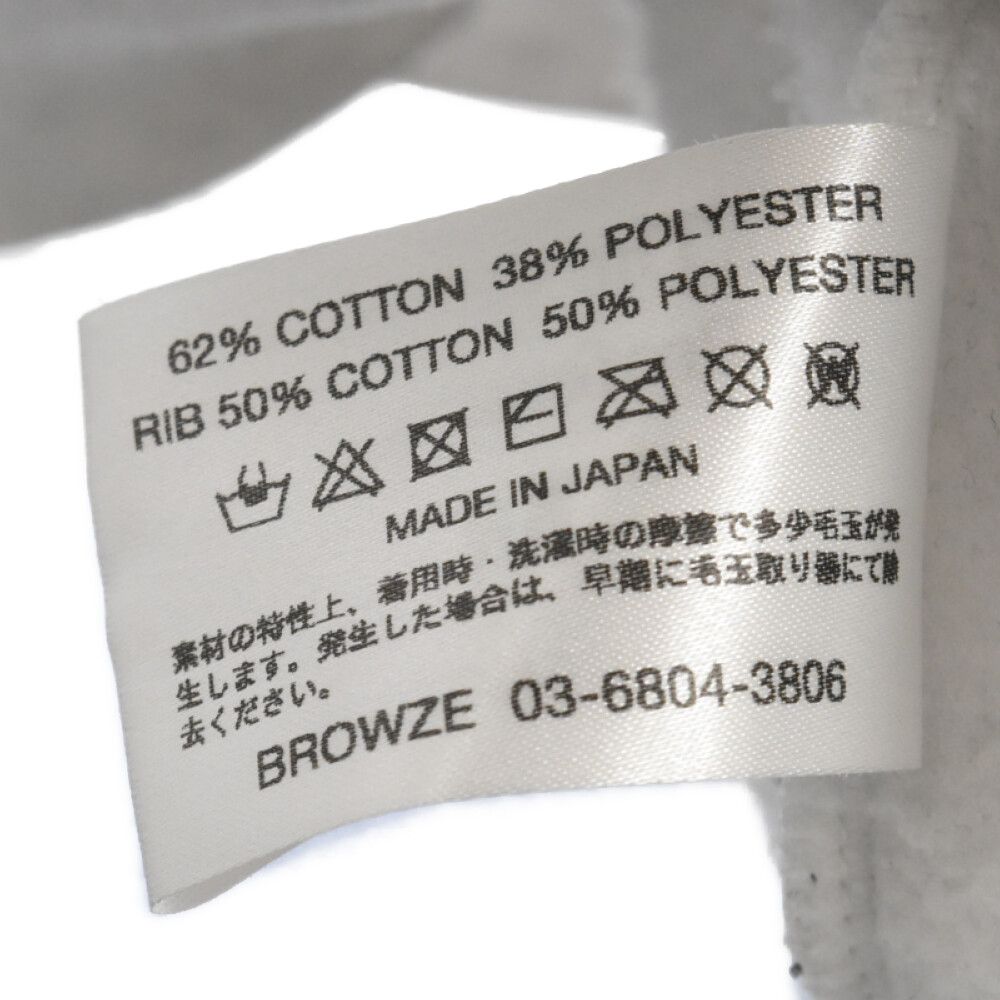 62% COTTON 38% POLYESTER
RIB 50% COTTON 50% POLYESTER
MADE IN JAPAN
素材の特性上、着用時・洗濯時の摩擦で多少毛玉が発
生します。発生した場合は、早期に毛玉取り器にて除
去ください。
BROWZE 03-6804-3806